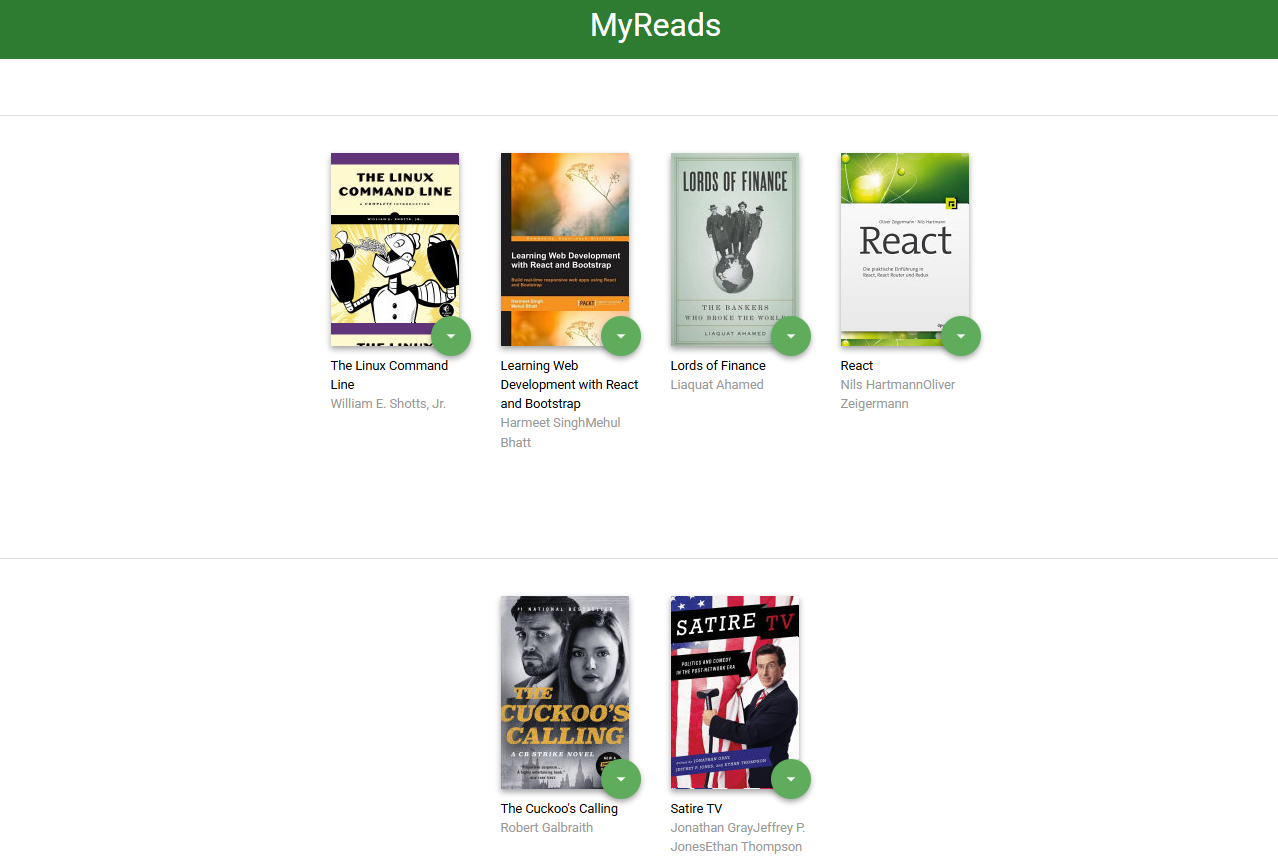 MyReads
THE LINUX
COMMAND LINE
A COMPLETE INTRODUCTION
WILLIAM E. SHOTTS, JR.
Learning Web Development
with React and Bootstrap
Build real-time responsive web apps using React
and Bootstrap
Harmeet Singh
Mehul Bhatt
PACKT
LORDS OF FINANCE
THE BANKERS
WHO BROKE THE WORLD
LIAQUAT AHAMED
Oliver Zeigermann · Nils Hartmann
React
Die praktische Einführung in
React, React Router und Redux
The Linux Command
Line
William E. Shotts, Jr.
Learning Web
Development with React
and Bootstrap
Harmeet SinghMehul
Bhatt
Lords of Finance
Liaquat Ahamed
React
Nils HartmannOliver
Zeigermann
#1 NATIONAL BESTSELLER
THE
CUCKOO'S
CALLING
A CB STRIKE NOVEL
SATIRE TV
POLITICS AND COMEDY
IN THE POST-NETWORK ERA
Edited by JONATHAN GRAY,
JEFFREY P. JONES, and ETHAN THOMPSON
The Cuckoo's Calling
Robert Galbraith
Satire TV
Jonathan GrayJeffrey P.
JonesEthan Thompson